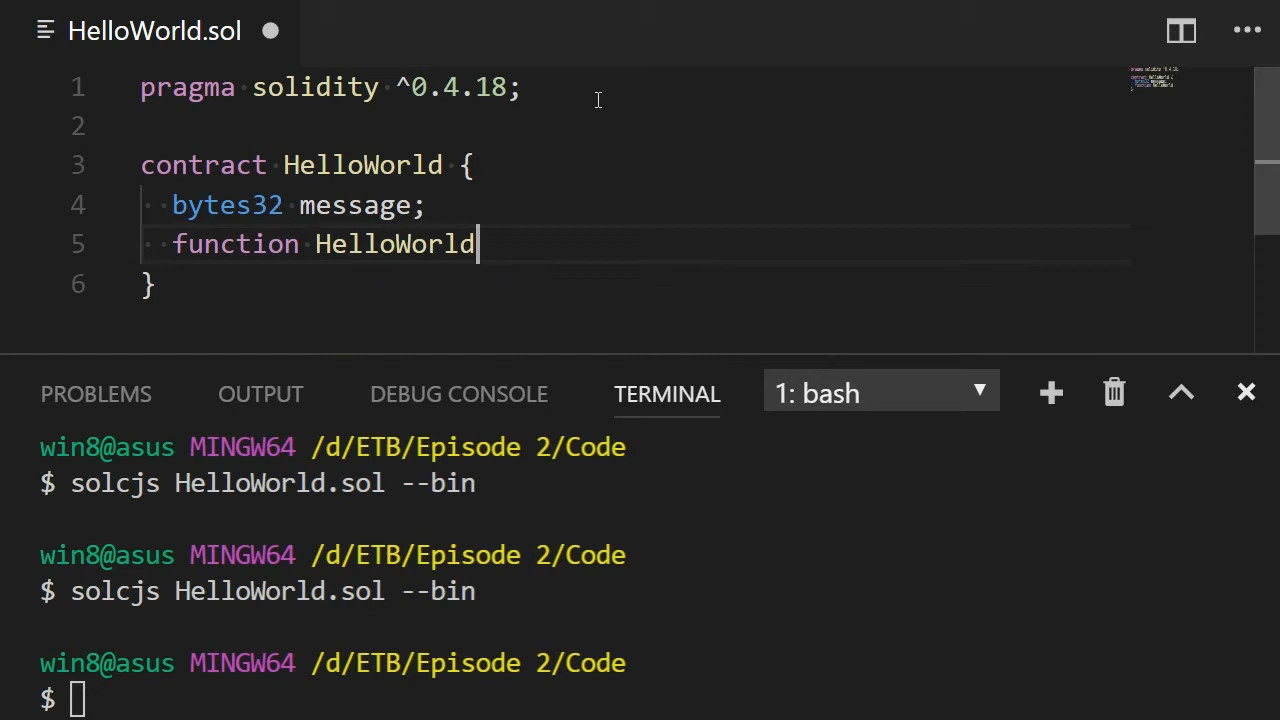 HelloWorld.sol
1 pragma solidity ^0.4.18;
2
3 contract HelloWorld {
4 bytes32 message;
5 function HelloWorld
6 }
PROBLEMS OUTPUT DEBUG CONSOLE TERMINAL 1: bash
win8@asus MINGW64 /d/ETB/Episode 2/Code
$ solcjs HelloWorld.sol --bin
win8@asus MINGW64 /d/ETB/Episode 2/Code
$ solcjs HelloWorld.sol --bin
win8@asus MINGW64 /d/ETB/Episode 2/Code
$